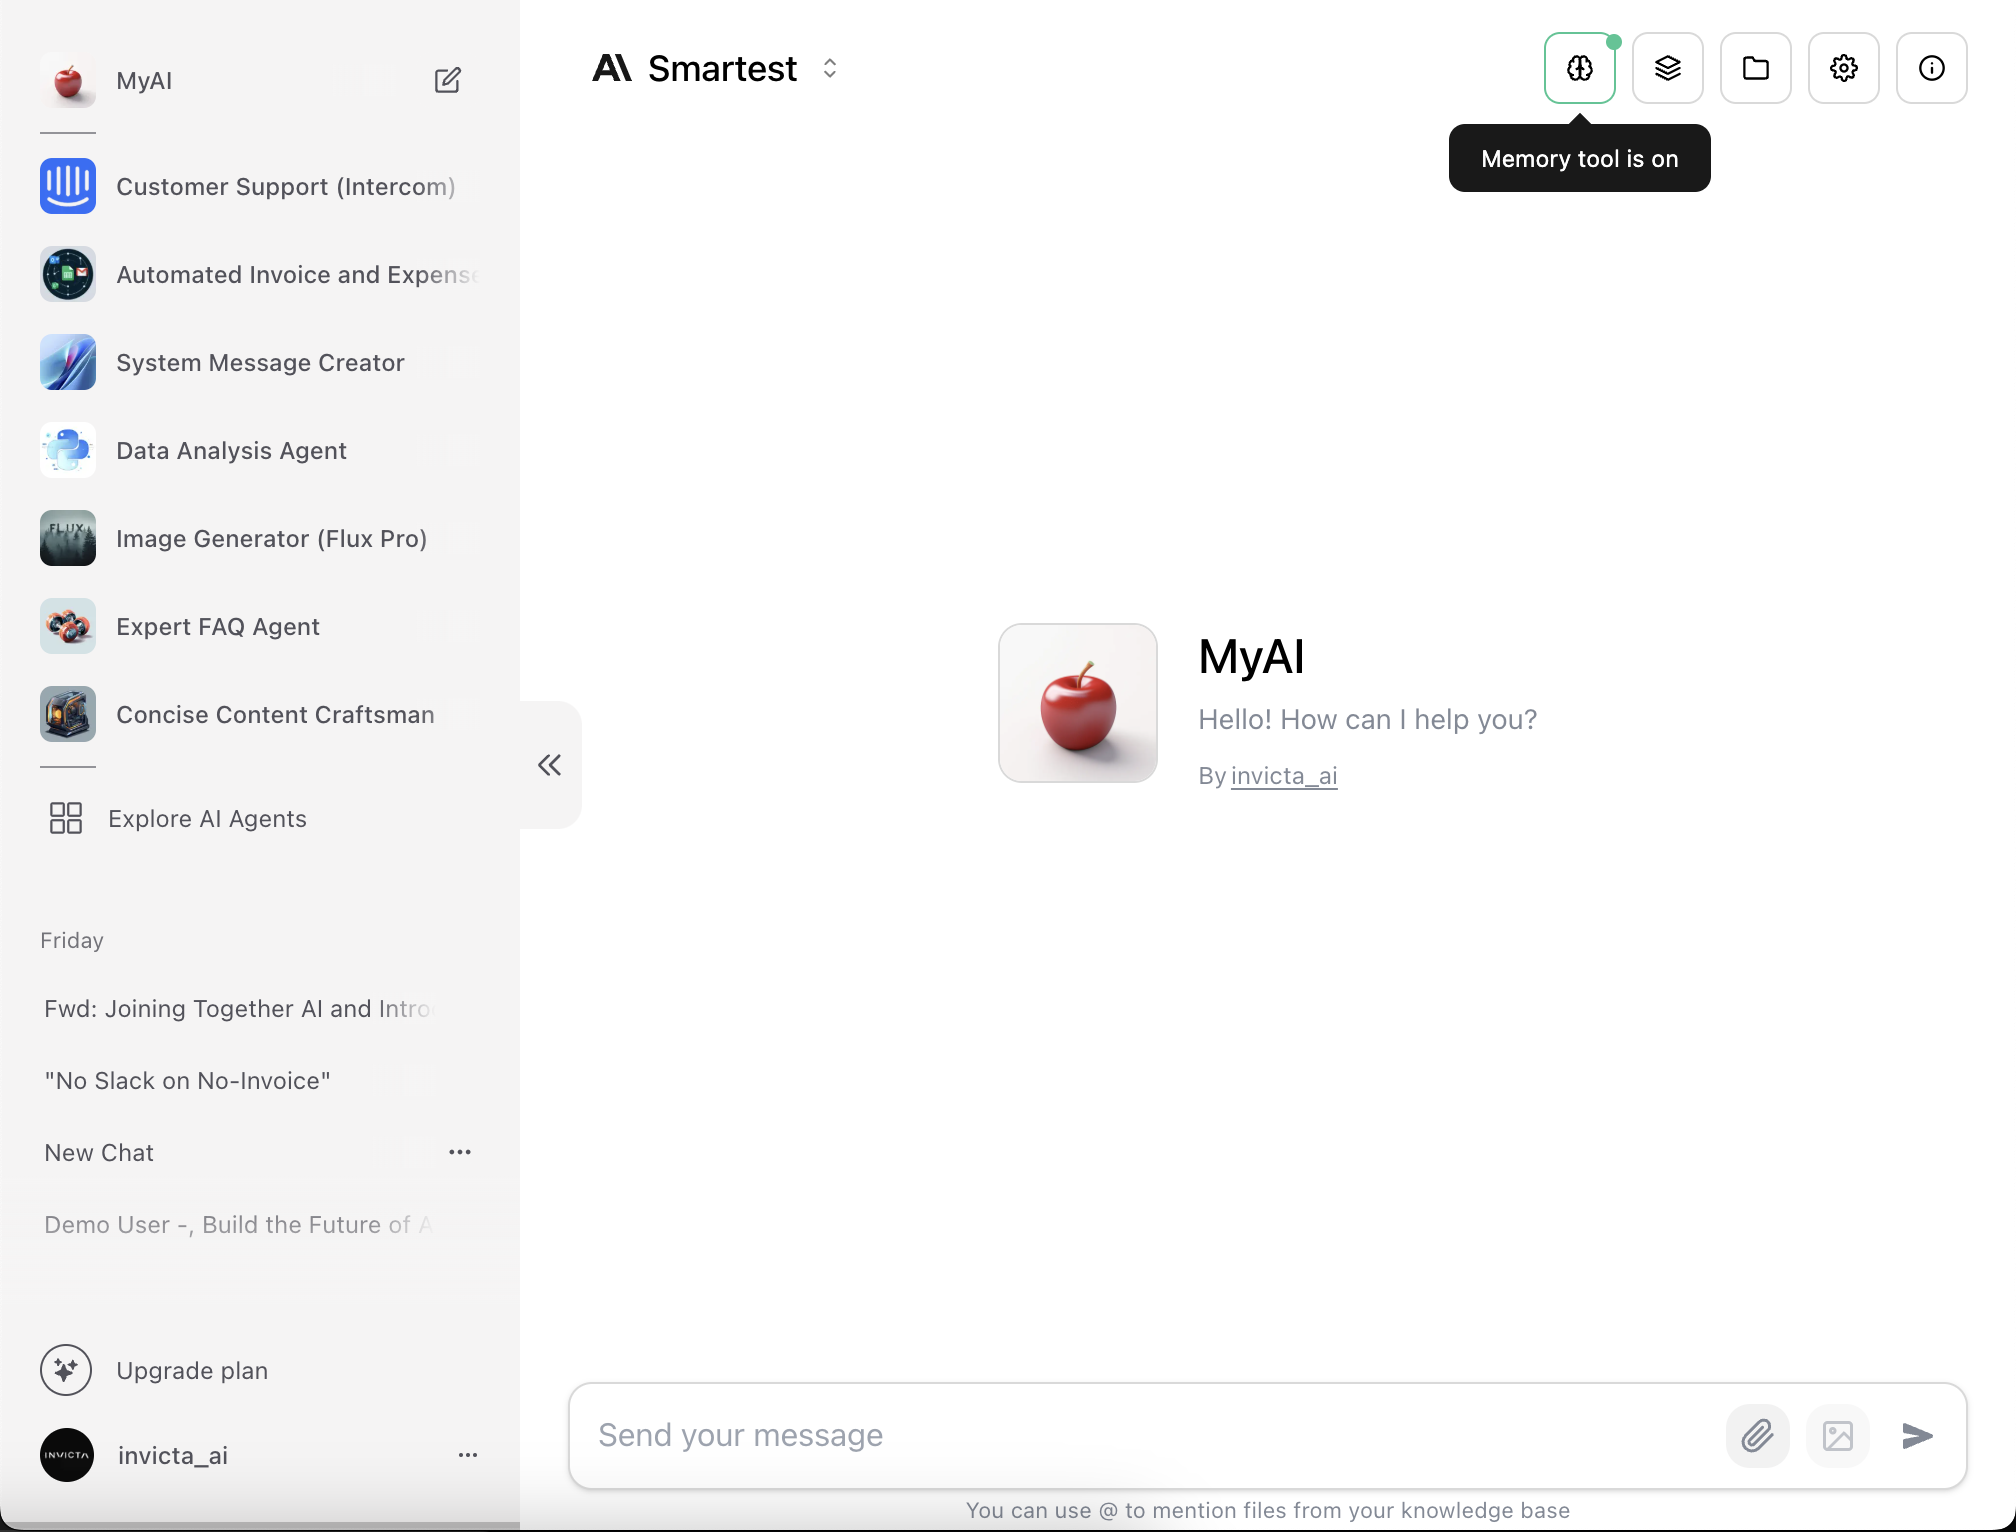 MyAI
Customer Support (Intercom)
Automated Invoice and Expense
System Message Creator
Data Analysis Agent
FLUX
Image Generator (Flux Pro)
Expert FAQ Agent
Concise Content Craftsman
Explore AI Agents
Friday
Fwd: Joining Together AI and Intro
"No Slack on No-Invoice"
New Chat
Demo User -, Build the Future of A
Upgrade plan
INVICTA
invicta_ai
Smartest
Memory tool is on
MyAI
Hello! How can I help you?
By invicta_ai
Send your message
You can use @ to mention files from your knowledge base